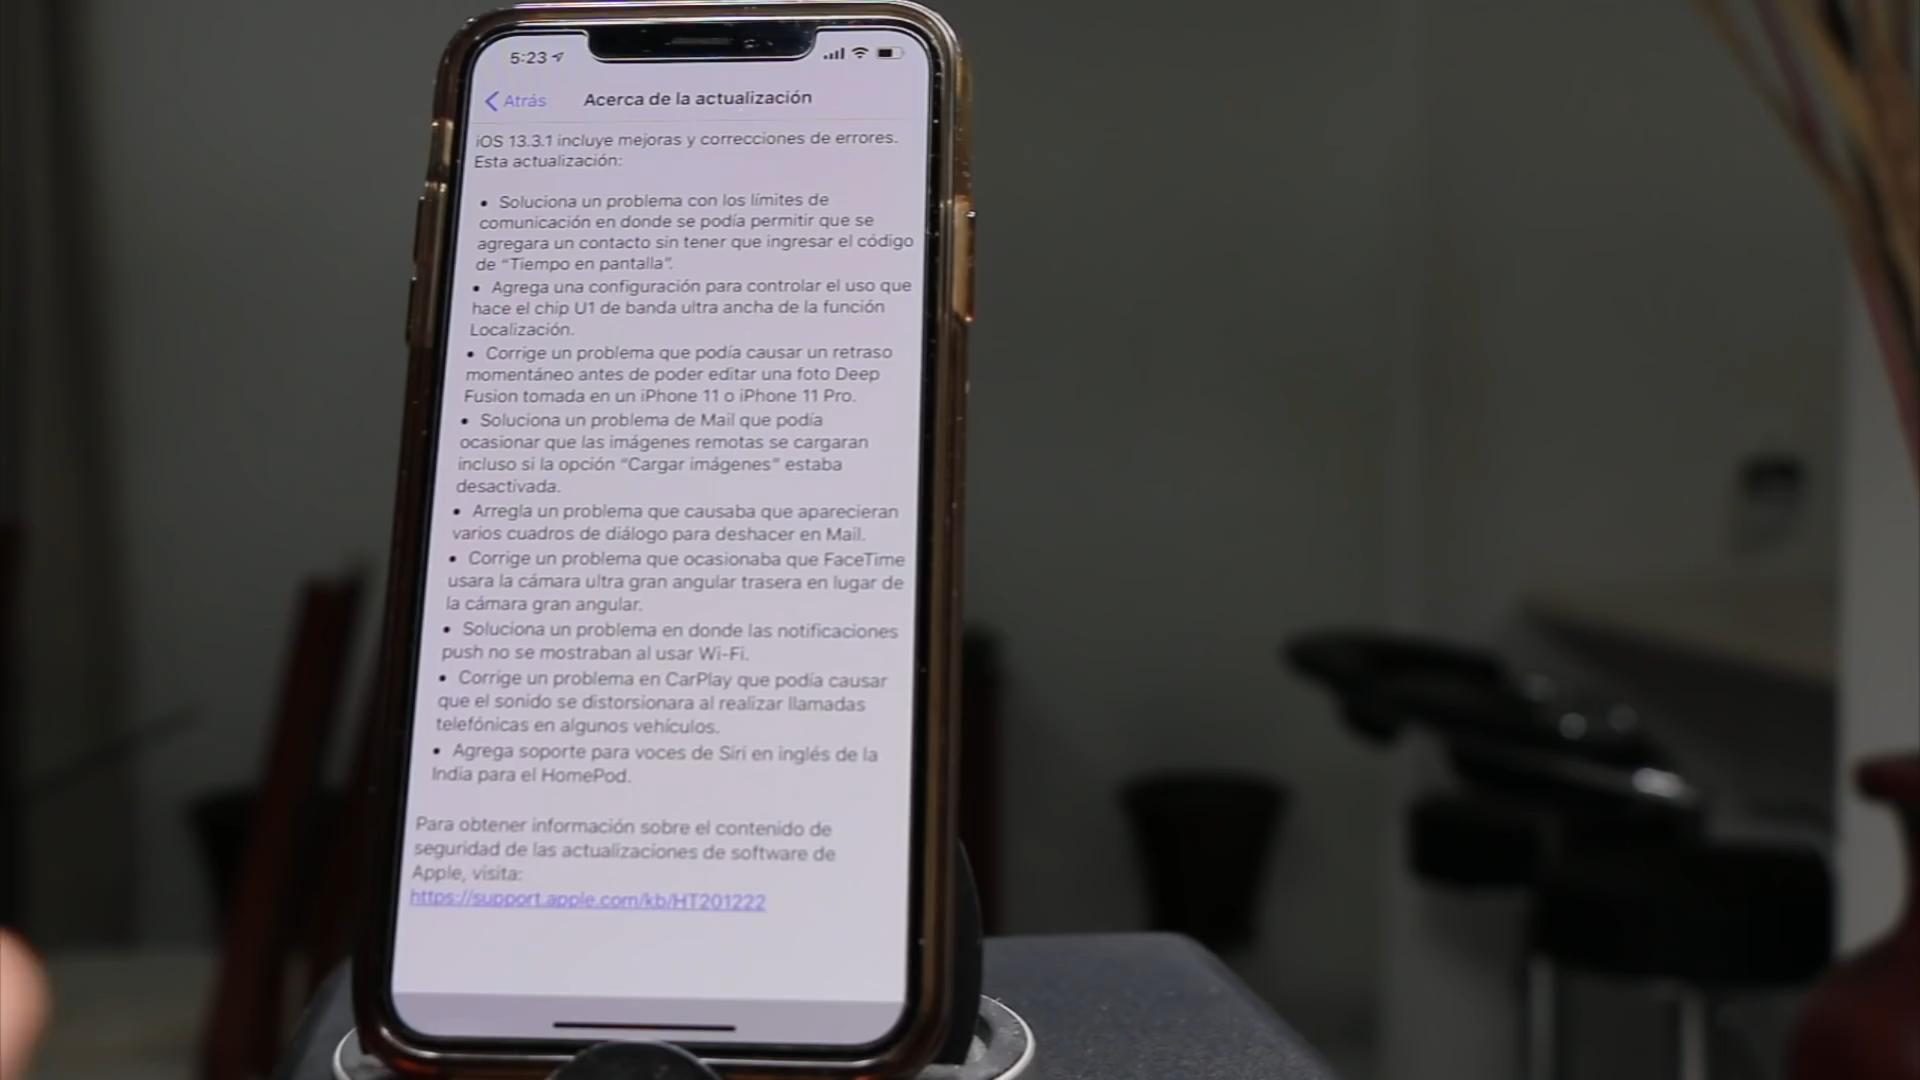 5:23
Atrás
Acerca de la actualización
iOS 13.3.1 incluye mejoras y correcciones de errores.
Esta actualización:
• Soluciona un problema con los límites de
comunicación en donde se podía permitir que se
agregara un contacto sin tener que ingresar el código
de “Tiempo en pantalla”.
• Agrega una configuración para controlar el uso que
hace el chip U1 de banda ultra ancha de la función
Localización.
• Corrige un problema que podía causar un retraso
momentáneo antes de poder editar una foto Deep
Fusion tomada en un iPhone 11 o iPhone 11 Pro.
• Soluciona un problema de Mail que podía
ocasionar que las imágenes remotas se cargaran
incluso si la opción “Cargar imágenes” estaba
desactivada.
• Arregla un problema que causaba que aparecieran
varios cuadros de diálogo para deshacer en Mail.
• Corrige un problema que ocasionaba que FaceTime
usara la cámara ultra gran angular trasera en lugar de
la cámara gran angular.
• Soluciona un problema en donde las notificaciones
push no se mostraban al usar Wi-Fi.
• Corrige un problema en CarPlay que podía causar
que el sonido se distorsionara al realizar llamadas
telefónicas en algunos vehículos.
• Agrega soporte para voces de Siri en inglés de la
India para el HomePod.
Para obtener información sobre el contenido de
seguridad de las actualizaciones de software de
Apple, visita:
https://support.apple.com/kb/HT201222